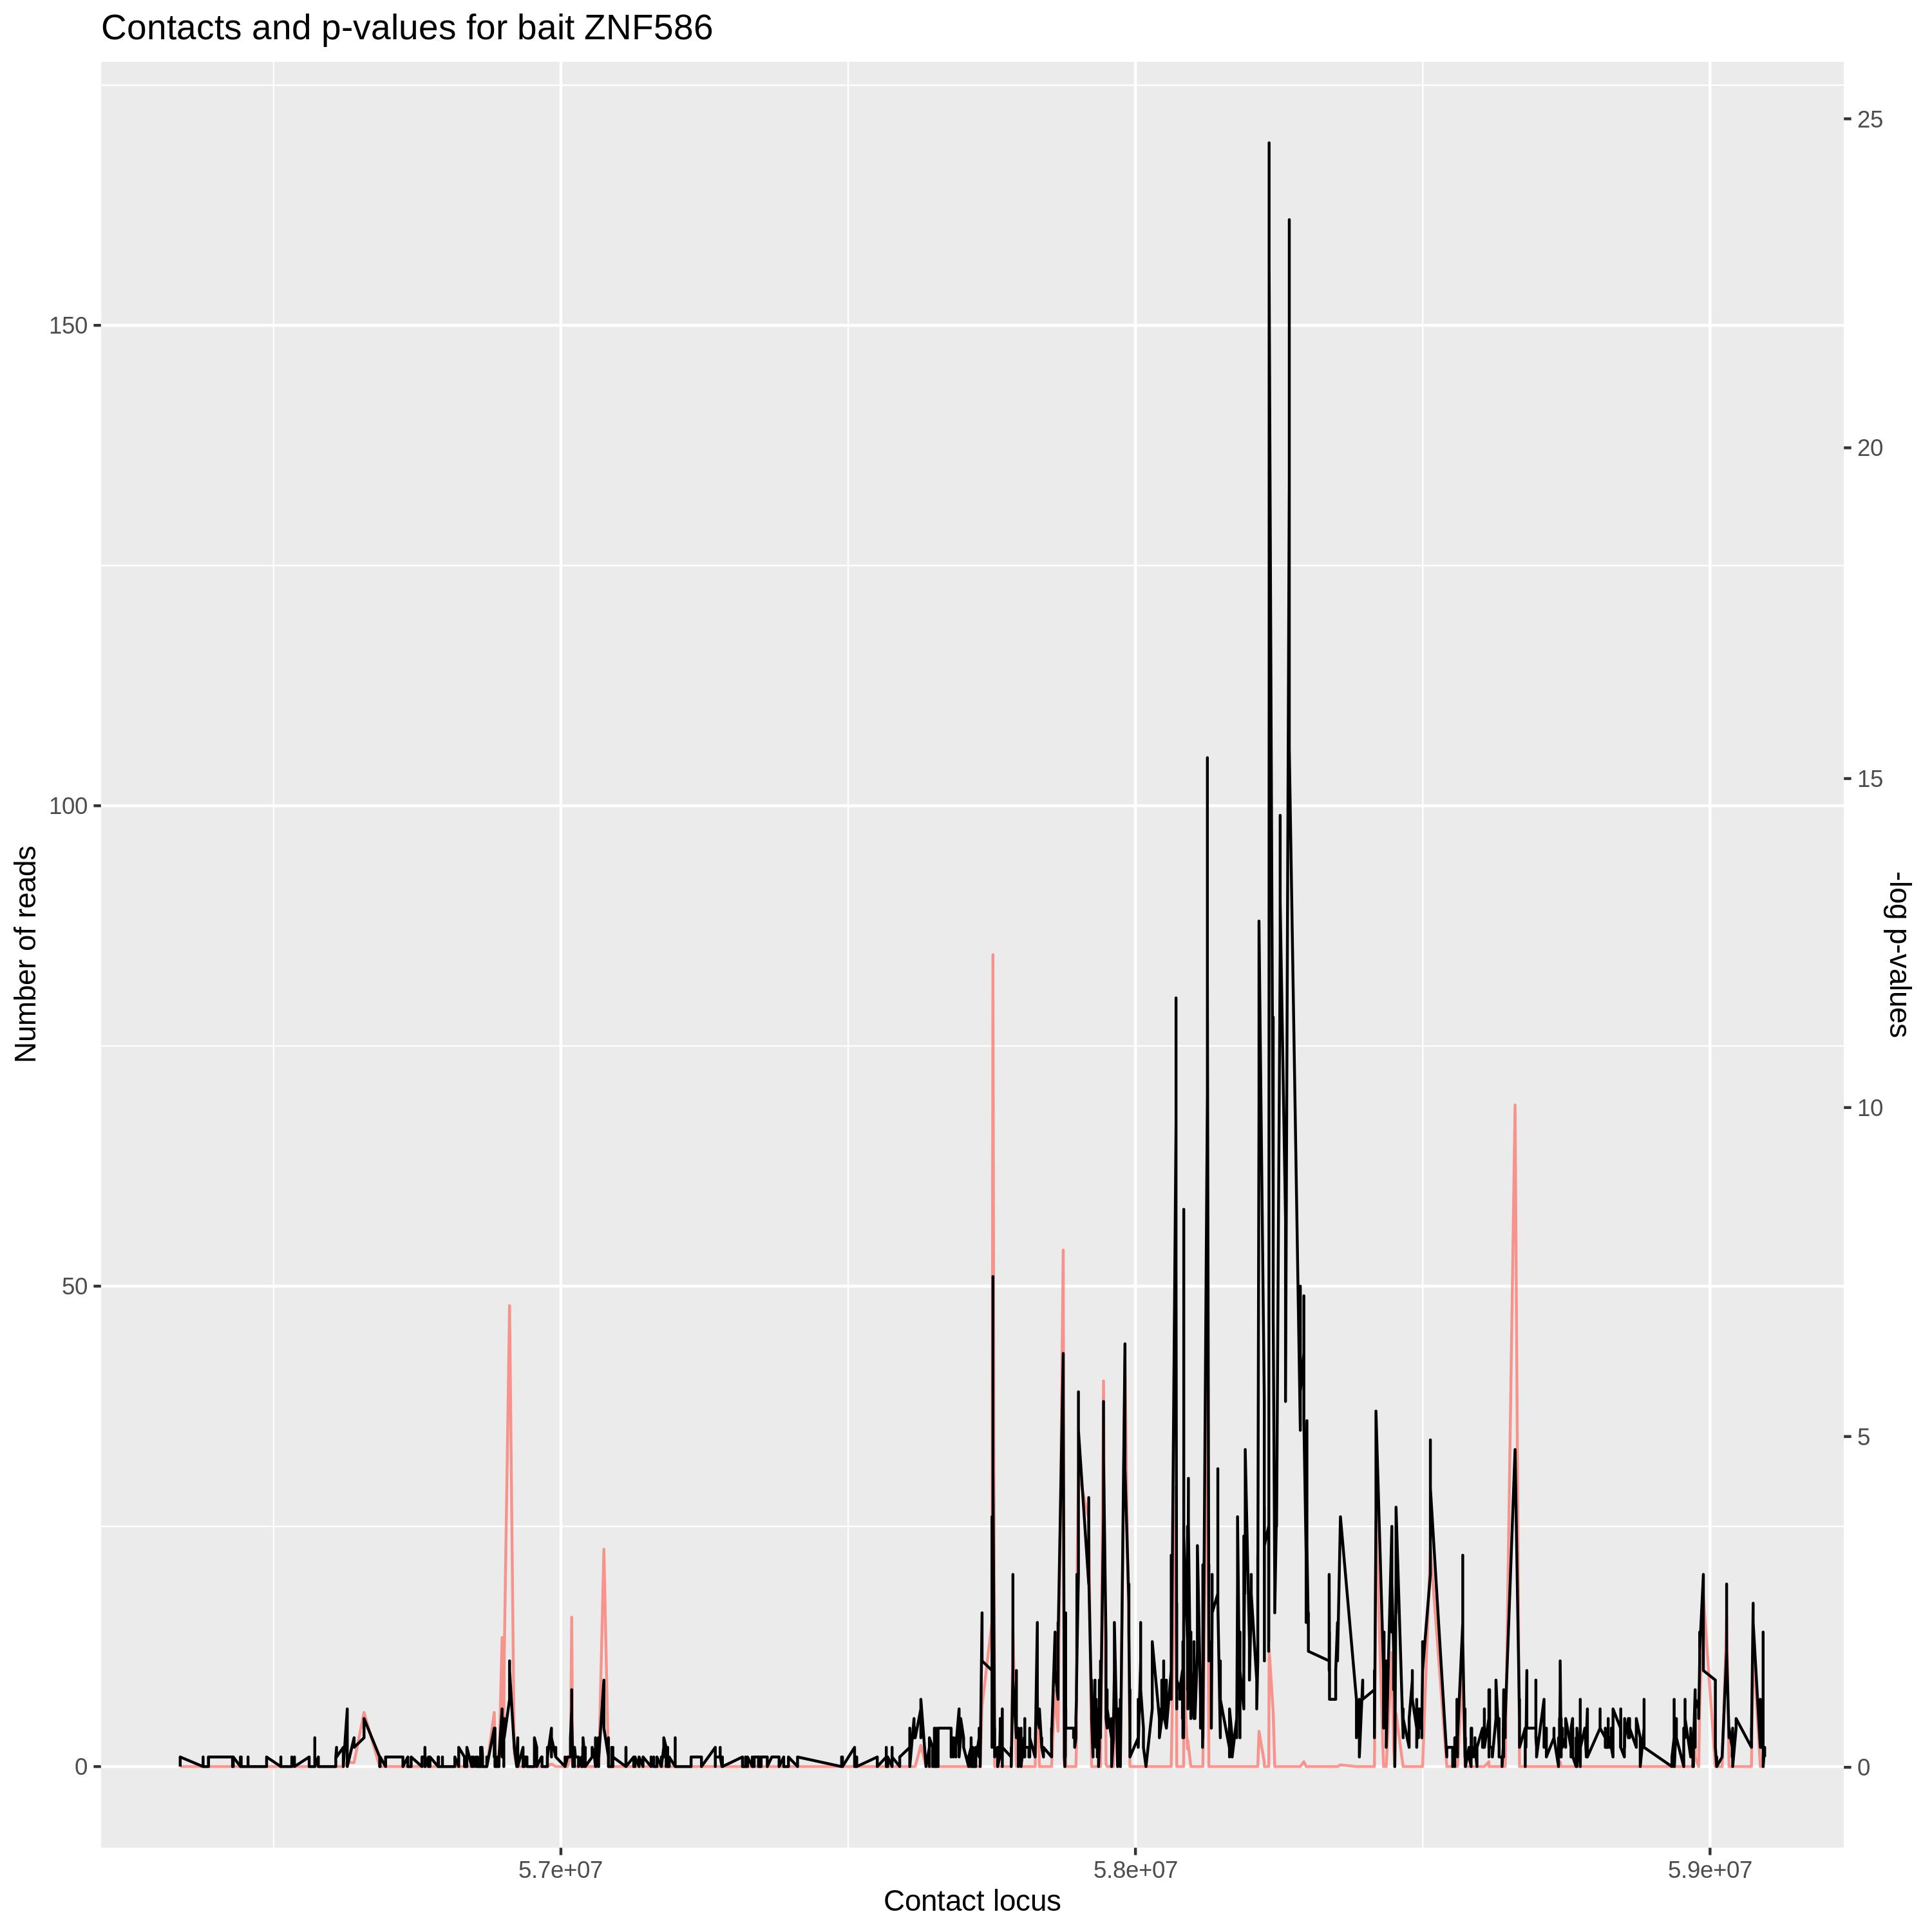 Contacts and p-values for bait ZNF586
Number of reads
150
100
50
0
25
20
15
10
5
0
-log p-values
5.7e+07
5.8e+07
5.9e+07
Contact locus